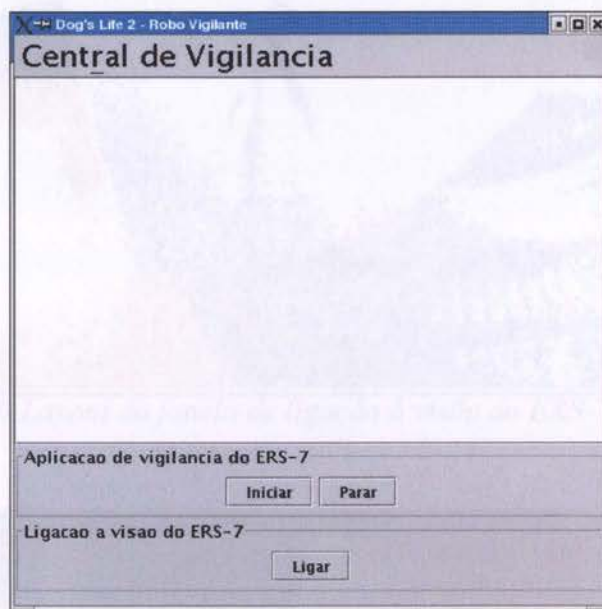 Dog's Life 2 - Robo Vigilante
Central de Vigilancia
Aplicacao de vigilancia do ERS-7
Iniciar Parar
Ligacao a visao do ERS-7
Ligar